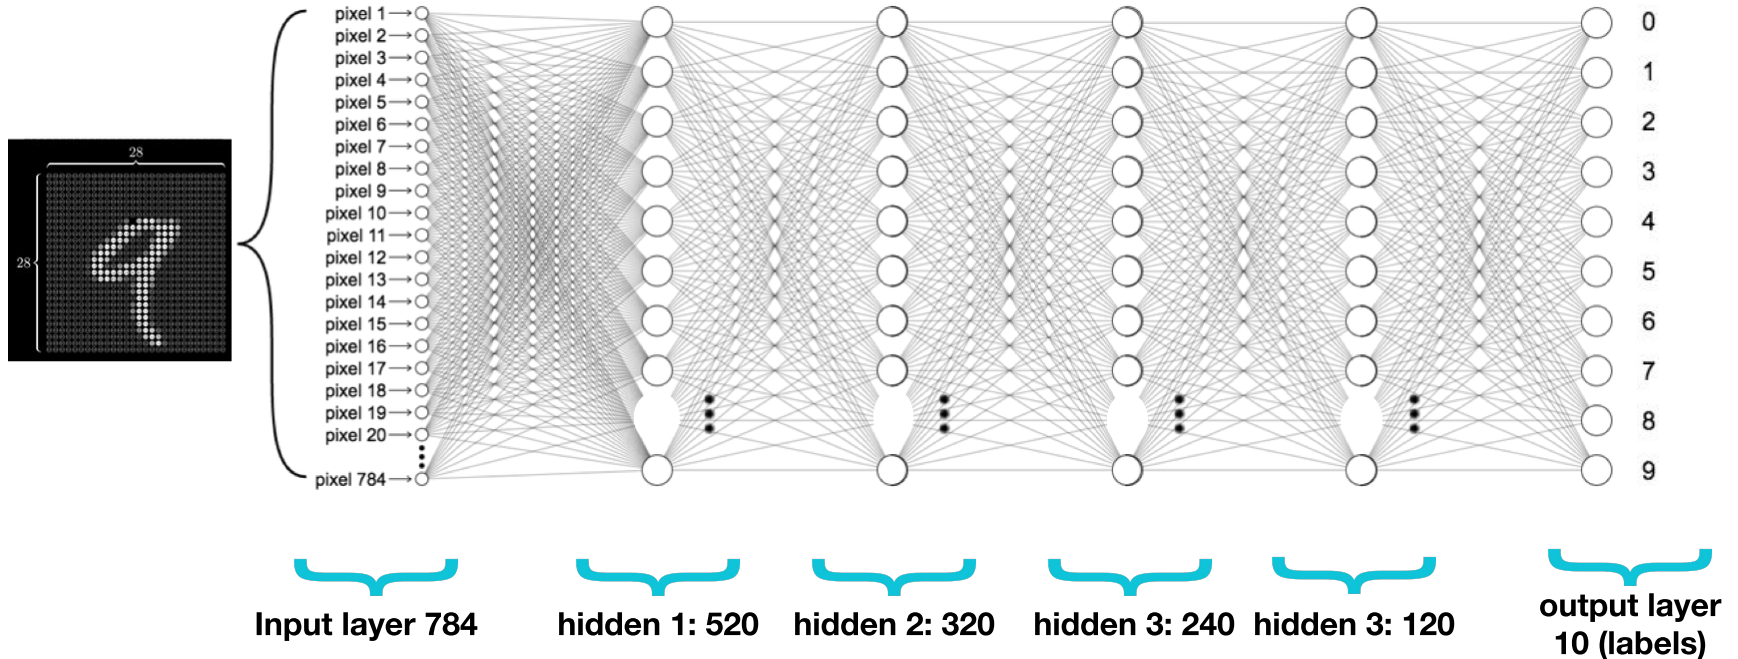 28
28
pixel 1
pixel 2
pixel 3
pixel 4
pixel 5
pixel 6
pixel 7
pixel 8
pixel 9
pixel 10
pixel 11
pixel 12
pixel 13
pixel 14
pixel 15
pixel 16
pixel 17
pixel 18
pixel 19
pixel 20
pixel 784
0
1
2
3
4
5
6
7
8
9
Input layer 784
hidden 1: 520
hidden 2: 320
hidden 3: 240
hidden 3: 120
output layer
10 (labels)